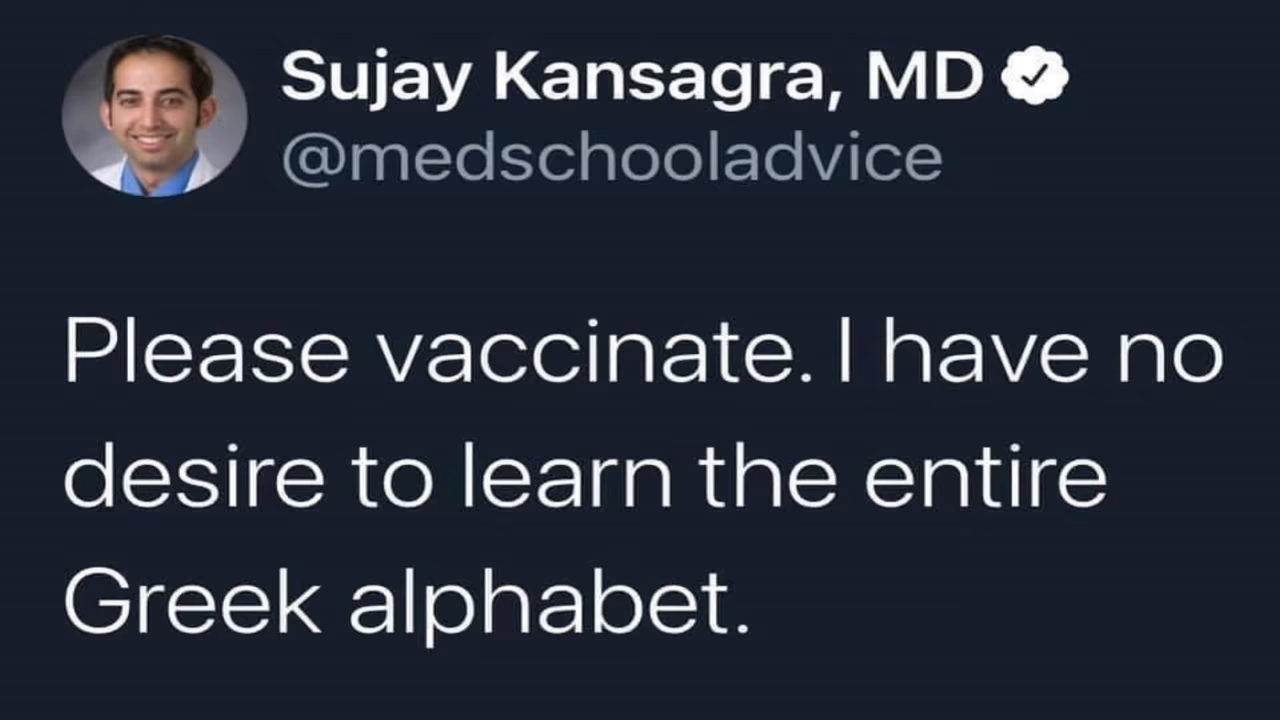 Sujay Kansagra, MD
@medschooladvice
Please vaccinate. I have no
desire to learn the entire
Greek alphabet.